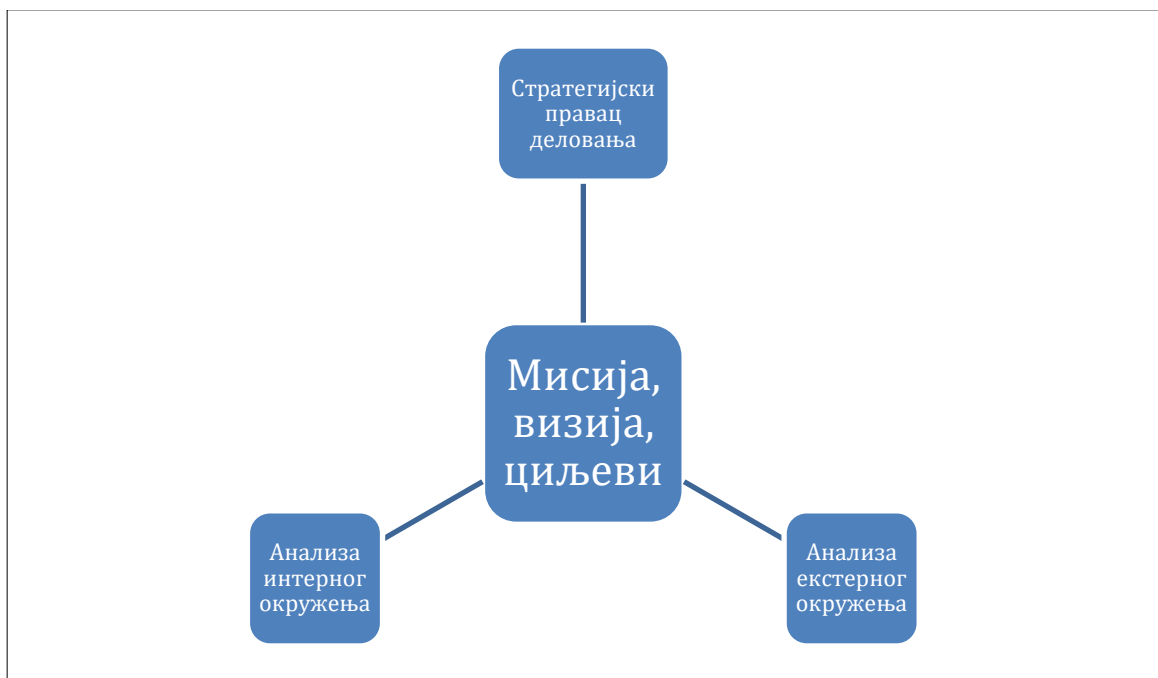 Стратегијски
правац
деловања
Мисија,
визија,
циљеви
Анализа
интерног
окружења
Анализа
екстерног
окружења